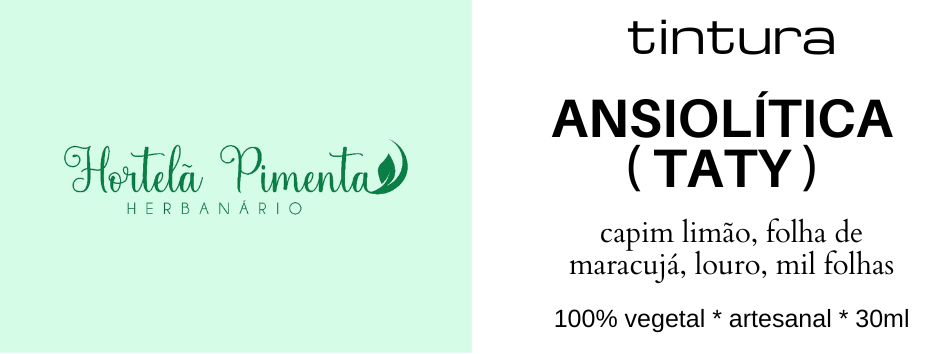 Hortelã Pimenta
HERBANÁRIO
tintura
ANSIOLÍTICA
(TATY)
capim limão, folha de
maracujá, louro, mil folhas
100% vegetal * artesanal * 30ml